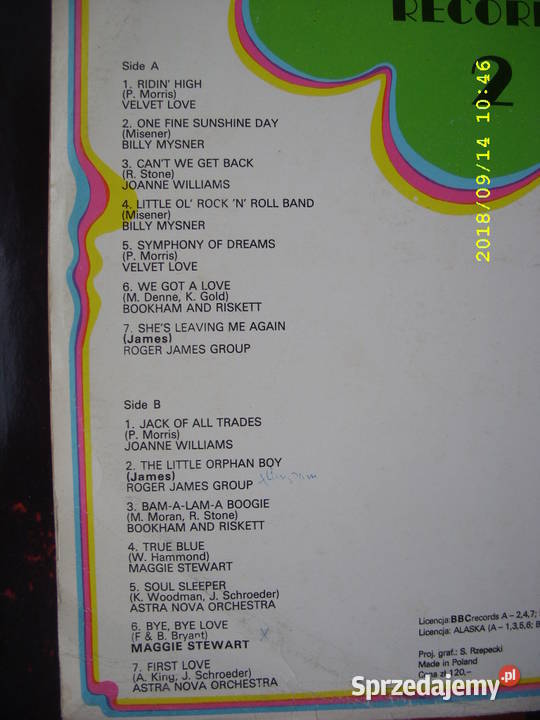 RECOR
2
Side A
1. RIDIN' HIGH
(P. Morris)
VELVET LOVE
2. ONE FINE SUNSHINE DAY
(Misener)
BILLY MYSNER
3. CAN'T WE GET BACK
(R. Stone)
JOANNE WILLIAMS
4. LITTLE OL' ROCK 'N' ROLL BAND
(Misener)
BILLY MYSNER
5. SYMPHONY OF DREAMS
(P. Morris)
VELVET LOVE
6. WE GOT A LOVE
(M. Denne, K. Gold)
BOOKHAM AND RISKETT
7. SHE'S LEAVING ME AGAIN
(James)
ROGER JAMES GROUP
Side B
1. JACK OF ALL TRADES
(P. Morris)
JOANNE WILLIAMS
2. THE LITTLE ORPHAN BOY
(James)
ROGER JAMES GROUP
3. BAM-A-LAM-A BOOGIE
(M. Moran, R. Stone)
BOOKHAM AND RISKETT
4. TRUE BLUE
(W. Hammond)
MAGGIE STEWART
5. SOUL SLEEPER
(K. Woodman, J. Schroeder)
ASTRA NOVA ORCHESTRA
6. BYE, BYE LOVE
(F & B. Bryant)
MAGGIE STEWART
7. FIRST LOVE
(A. King, J. Schroeder)
ASTRA NOVA ORCHESTRA
Licencja: BBC records A – 2,4,7;
Licencja: ALASKA (A – 1,3,5,6; B
Proj. graf.: S. Rzepecki
Made in Poland
Cena zł 120,–
2018/09/14 10:46
Sprzedajemy.pl